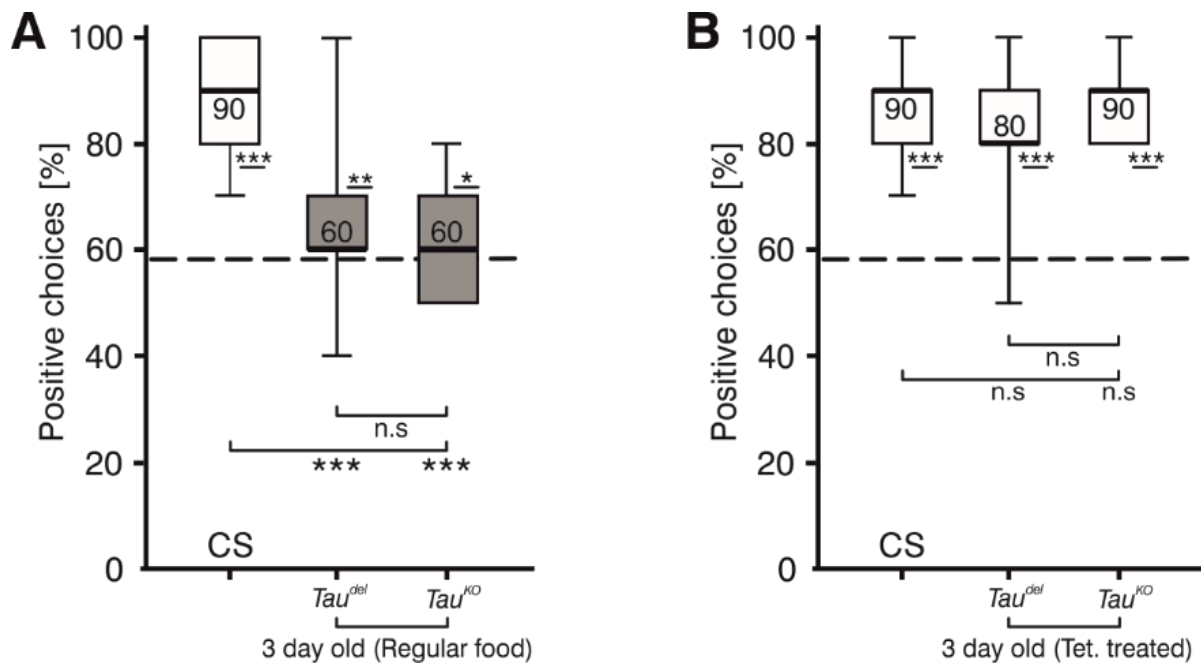 A
Positive choices [%]
100
80
60
40
20
0
90
***
60
**
60
*
n.s
*** ***
CS
Tau^del Tau^KO
3 day old (Regular food)
B
Positive choices [%]
100
80
60
40
20
0
90
***
80
***
90
***
n.s
n.s n.s
CS
Tau^del Tau^KO
3 day old (Tet. treated)